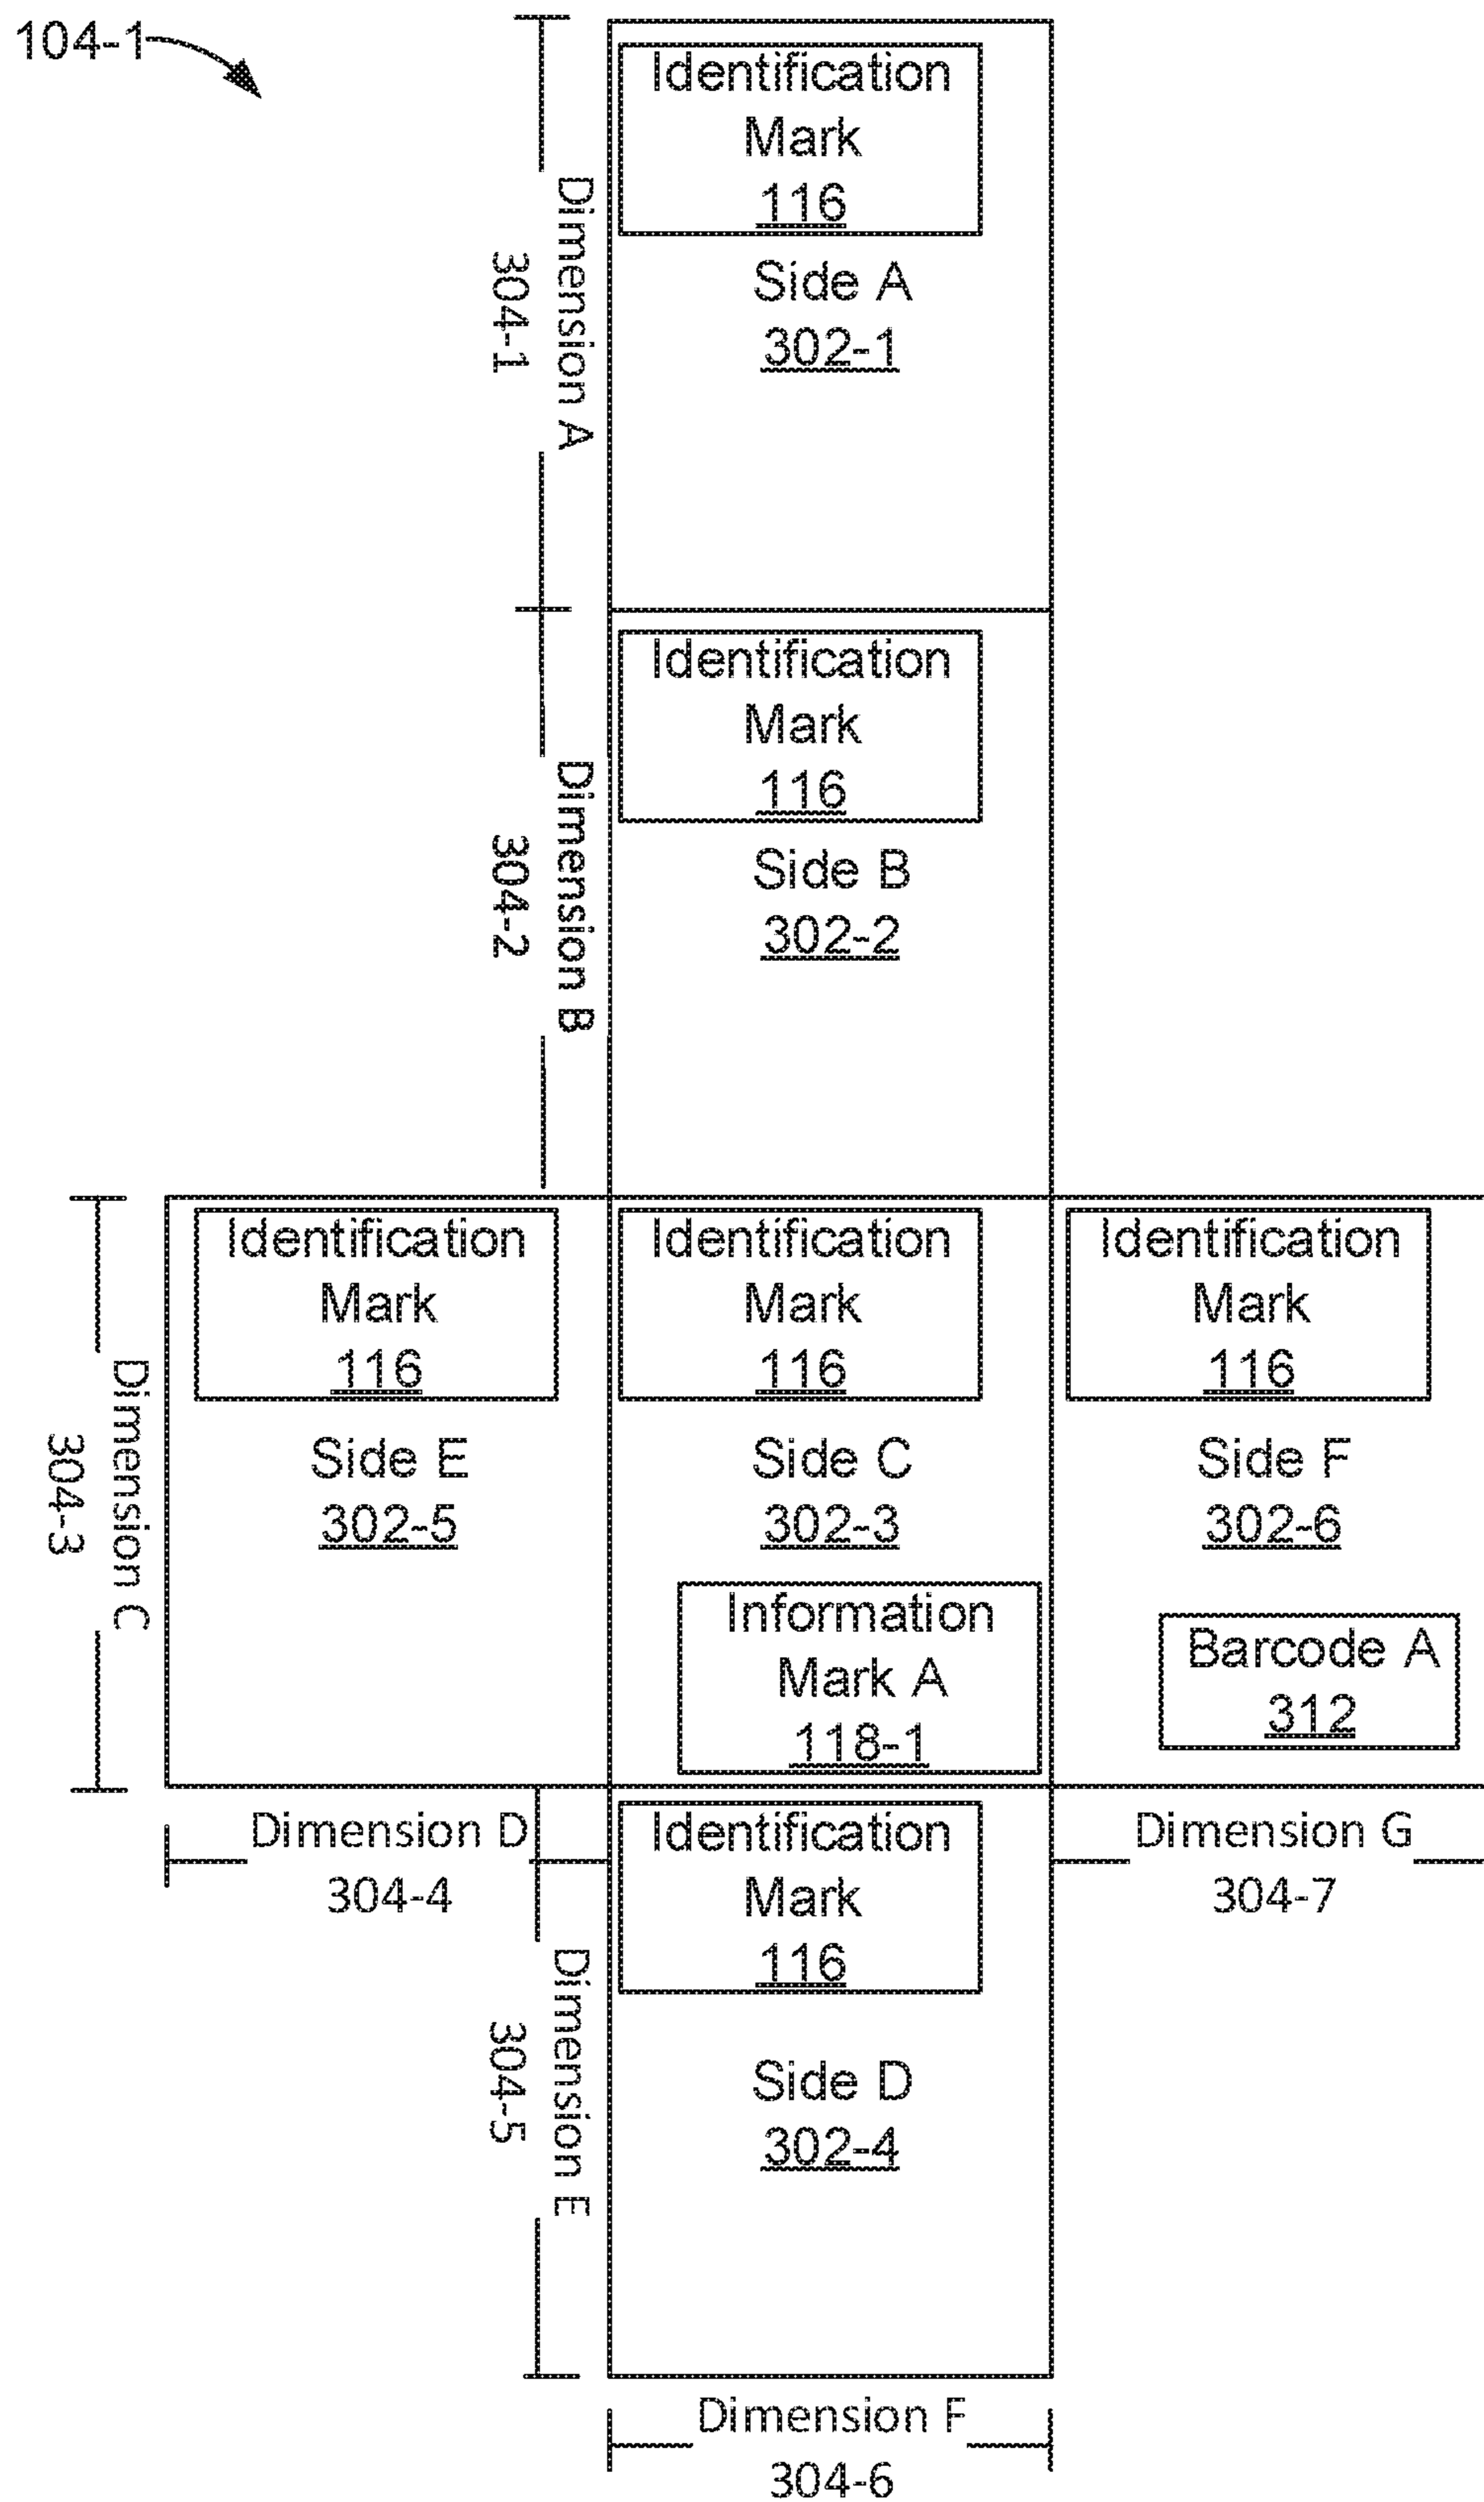 104-1
Identification
Mark
116
Side A
302-1
Dimension A
304-1
Identification
Mark
116
Side B
302-2
Dimension B
304-2
Identification
Mark
116
Side E
302-5
Dimension C
304-3
Identification
Mark
116
Side C
302-3
Information
Mark A
118-1
Identification
Mark
116
Side F
302-6
Barcode A
312
Dimension D
304-4
Identification
Mark
116
Side D
302-4
Dimension G
304-7
Dimension E
304-5
Dimension F
304-6